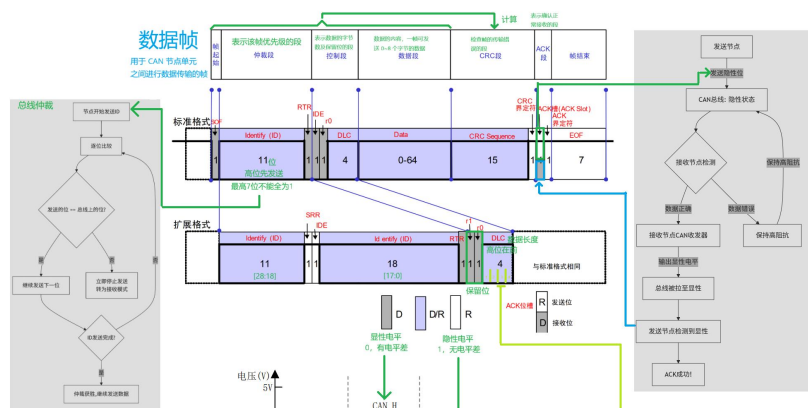 计算
数据帧
用于 CAN 节点单元
之间进行数据传输的帧
帧起始
表示该帧优先级的段
仲裁段
表示数据的字节
数及保留位的段
控制段
数据的内容，一帧可发
送0~8 个字节的数据
数据段
检查帧的传输错
误的段
CRC段
表示确认正
常接收的段
ACK
段
帧结束
总线仲裁
节点开始发送ID
逐位比较
发送的位 == 总线上的位?
是
否
继续发送下一位
立即停止发送
转为接收模式
ID发送完成?
否
是
仲裁获胜,继续发送数据
标准格式
SOF
Identify (ID)
RTR
IDE
r0
DLC
Data
CRC Sequence
CRC
界定符
ACK槽(ACK Slot)
ACK
界定符
EOF
1
11位
1
1
1
4
0-64
15
1
1
1
7
高位先发送
最高7位不能全为1!
扩展格式
Identify (ID)
SRR
IDE
Id entify (ID)
RTR
r1
r0
DLC
数据长度
高位在前
11
[28:18]
1
1
18
[17:0]
1
1
1
4
与标准格式相同
保留位
D
D/R
R
显性电平
0，有电平差
隐性电平
1，无电平差
ACK位槽
R
发送位
D
接收位
电压(V)
5V
CAN_H
发送节点
发送隐性位
CAN总线: 隐性状态
接收节点检测
保持高阻抗
数据正确
数据错误
接收节点CAN收发器
保持高阻抗
输出显性电平
总线被拉至显性
发送节点检测到显性
ACK成功!